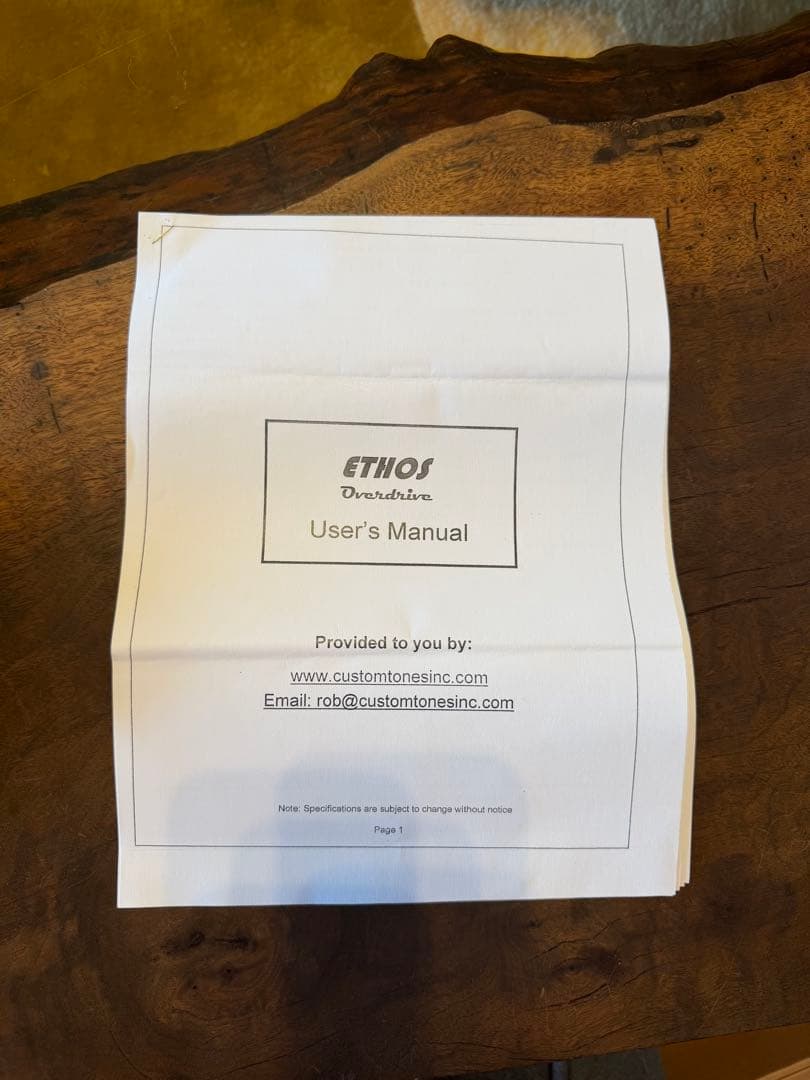 ETHOS
Overdrive
User's Manual
Provided to you by:
www.customtonesinc.com
Email: rob@customtonesinc.com
Note: Specifications are subject to change without notice
Page 1